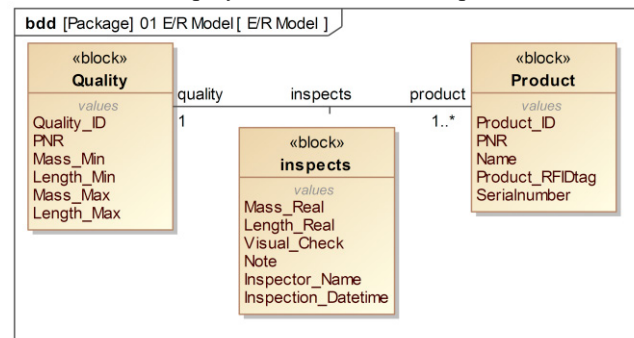 bdd [Package] 01 E/R Model [ E/R Model ]
«block»
Quality
values
Quality_ID
PNR
Mass_Min
Length_Min
Mass_Max
Length_Max
quality
inspects
product
1
1..*
«block»
inspects
values
Mass_Real
Length_Real
Visual_Check
Note
Inspector_Name
Inspection_Datetime
«block»
Product
values
Product_ID
PNR
Name
Product_RFIDtag
Serialnumber